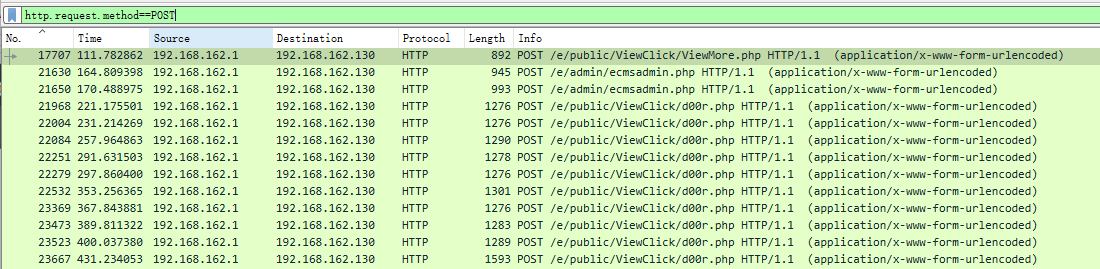 http.request.method==POST
No. Time Source Destination Protocol Length Info
17707 111.782862 192.168.162.1 192.168.162.130 HTTP 892 POST /e/public/ViewClick/ViewMore.php HTTP/1.1 (application/x-www-form-urlencoded)
21630 164.809398 192.168.162.1 192.168.162.130 HTTP 945 POST /e/admin/ecmsadmin.php HTTP/1.1 (application/x-www-form-urlencoded)
21650 170.488975 192.168.162.1 192.168.162.130 HTTP 993 POST /e/admin/ecmsadmin.php HTTP/1.1 (application/x-www-form-urlencoded)
21968 221.175501 192.168.162.1 192.168.162.130 HTTP 1276 POST /e/public/ViewClick/d00r.php HTTP/1.1 (application/x-www-form-urlencoded)
22004 231.214269 192.168.162.1 192.168.162.130 HTTP 1276 POST /e/public/ViewClick/d00r.php HTTP/1.1 (application/x-www-form-urlencoded)
22084 257.964863 192.168.162.1 192.168.162.130 HTTP 1290 POST /e/public/ViewClick/d00r.php HTTP/1.1 (application/x-www-form-urlencoded)
22251 291.631503 192.168.162.1 192.168.162.130 HTTP 1278 POST /e/public/ViewClick/d00r.php HTTP/1.1 (application/x-www-form-urlencoded)
22279 297.860400 192.168.162.1 192.168.162.130 HTTP 1276 POST /e/public/ViewClick/d00r.php HTTP/1.1 (application/x-www-form-urlencoded)
22532 353.256365 192.168.162.1 192.168.162.130 HTTP 1301 POST /e/public/ViewClick/d00r.php HTTP/1.1 (application/x-www-form-urlencoded)
23369 367.843881 192.168.162.1 192.168.162.130 HTTP 1276 POST /e/public/ViewClick/d00r.php HTTP/1.1 (application/x-www-form-urlencoded)
23473 389.811322 192.168.162.1 192.168.162.130 HTTP 1283 POST /e/public/ViewClick/d00r.php HTTP/1.1 (application/x-www-form-urlencoded)
23523 400.037380 192.168.162.1 192.168.162.130 HTTP 1289 POST /e/public/ViewClick/d00r.php HTTP/1.1 (application/x-www-form-urlencoded)
23667 431.234053 192.168.162.1 192.168.162.130 HTTP 1593 POST /e/public/ViewClick/d00r.php HTTP/1.1 (application/x-www-form-urlencoded)